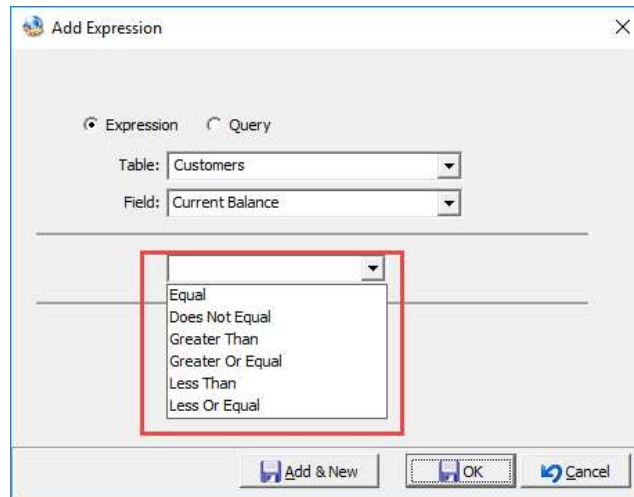 Add Expression
Expression Query
Table: Customers
Field: Current Balance
Equal
Does Not Equal
Greater Than
Greater Or Equal
Less Than
Less Or Equal
Add & New OK Cancel